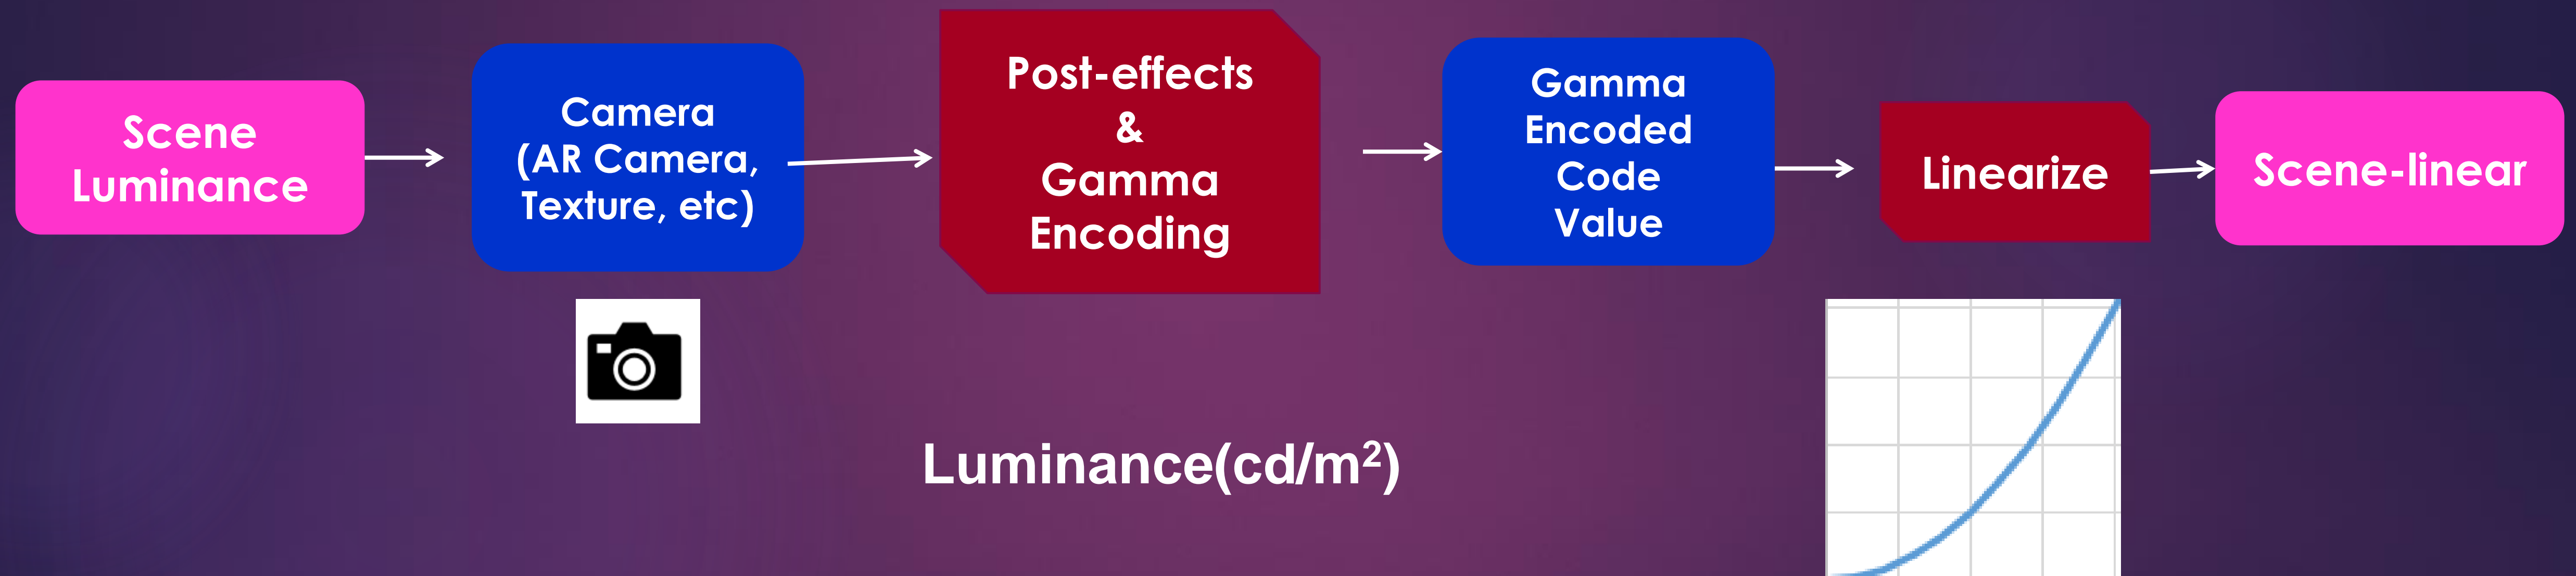 Scene
Luminance
Camera
(AR Camera,
Texture, etc)
Post-effects
&
Gamma
Encoding
Gamma
Encoded
Code
Value
Linearize
Scene-linear
Luminance(cd/m²)